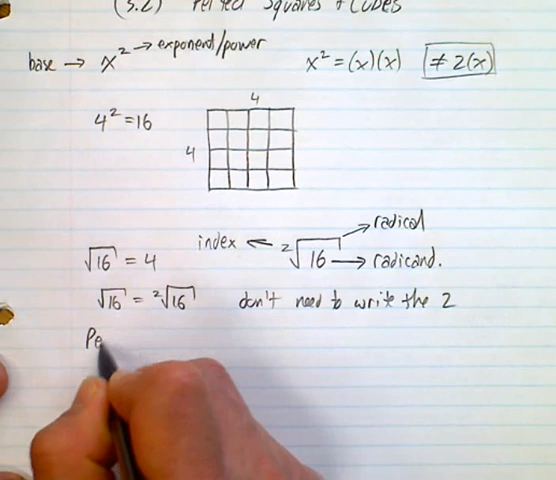 (3.2) Perfect Squares + Cubes
base → x² → exponent/power x² = (x)(x) ≠ 2(x)
4
4² = 16
4
→ radical
index ← ²√16 → radicand.
√16 = 4
√16 = ²√16 don't need to write the 2
Pe